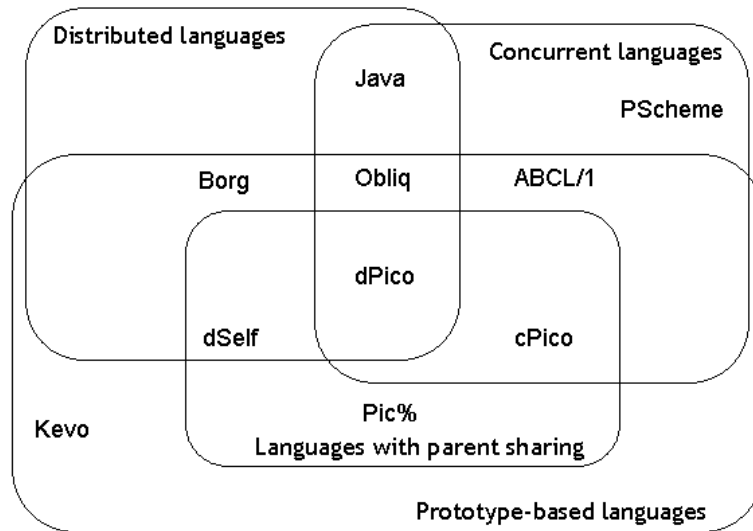 Distributed languages
Concurrent languages
Java
PScheme
Borg
Obliq
ABCL/1
dPico
dSelf
cPico
Pic%
Kevo
Languages with parent sharing
Prototype-based languages